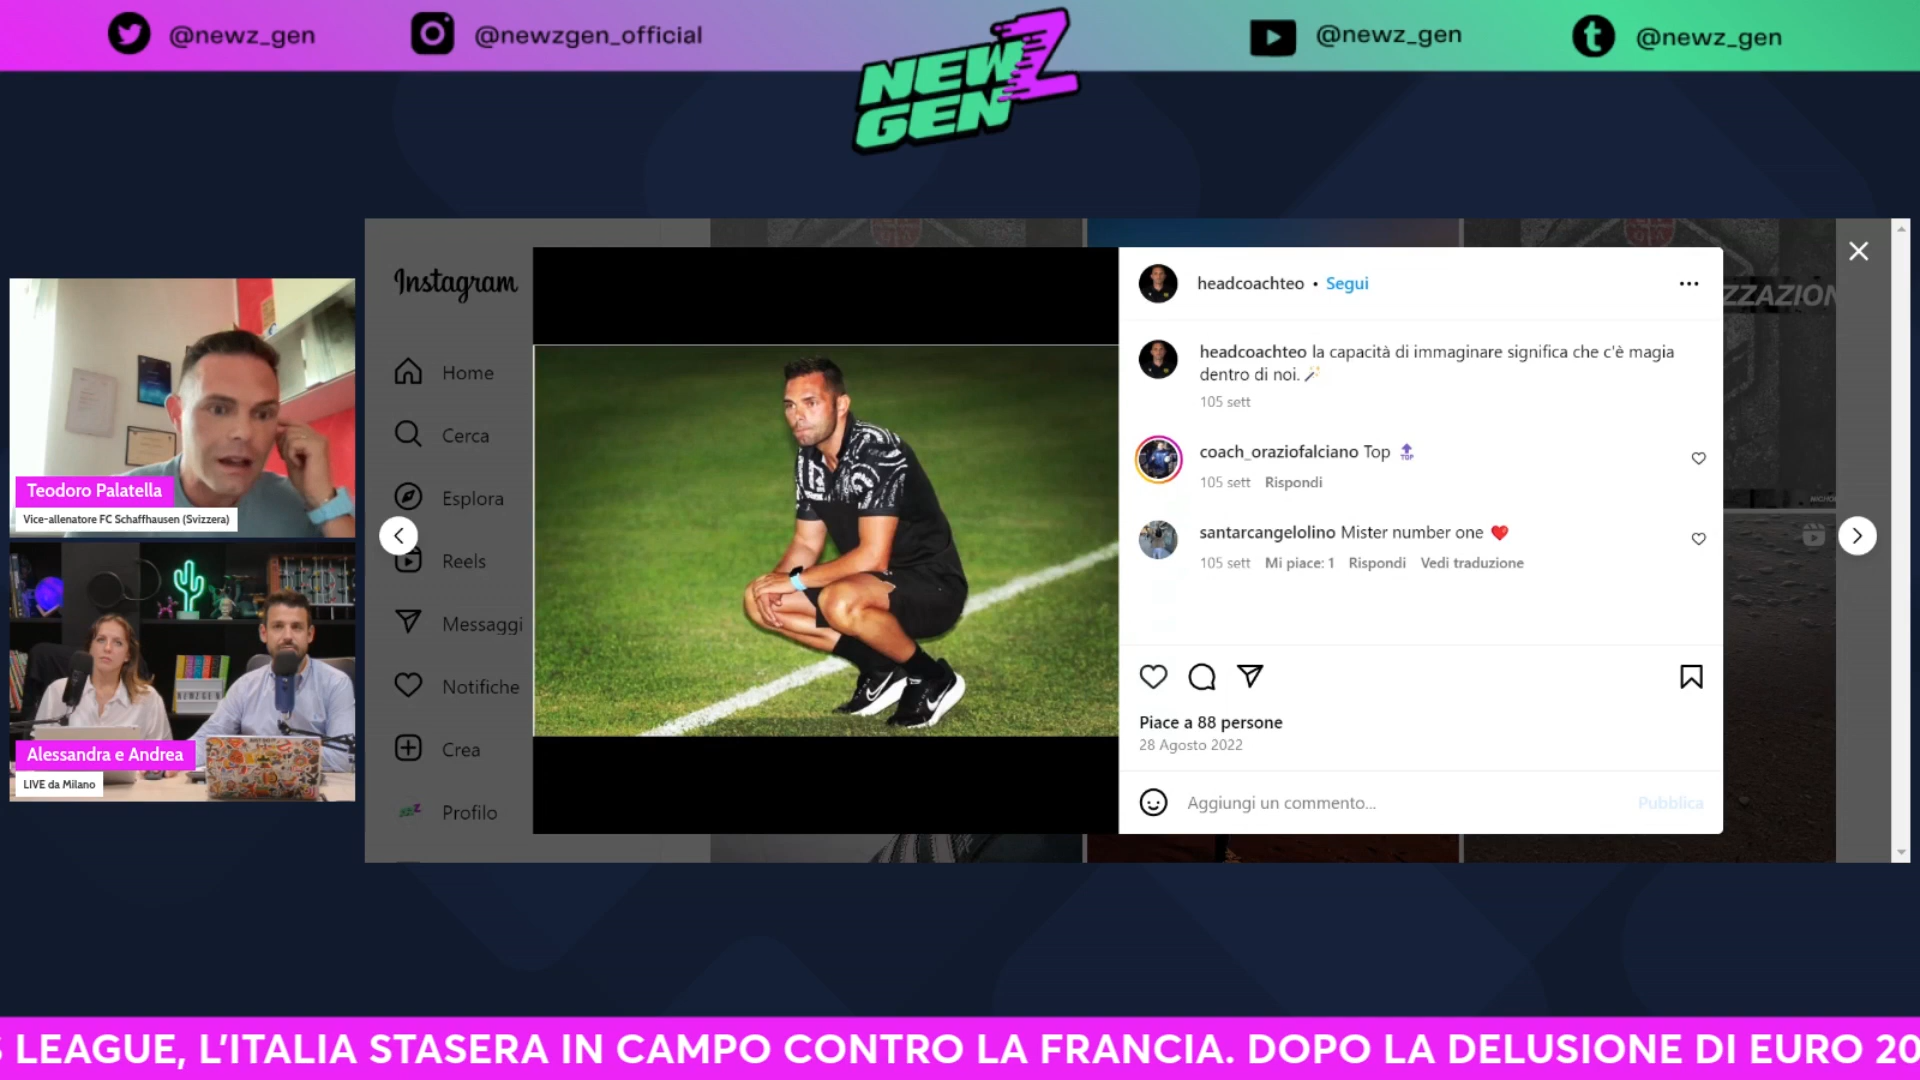 @newz_gen
@newzgen_official
NEWZ
GEN
@newz_gen
@newz_gen
Instagram
Home
Cerca
Esplora
Reels
Messaggi
Notifiche
Crea
Profilo
Teodoro Palatella
Vice-allenatore FC Schaffhausen (Svizzera)
NEWZGEN
Alessandra e Andrea
LIVE da Milano
headcoachteo • Segui
headcoachteo la capacità di immaginare significa che c'è magia
dentro di noi.
105 sett
coach_oraziofalciano Top
TOP
105 sett Rispondi
santarcangelolino Mister number one ❤️
105 sett Mi piace: 1 Rispondi Vedi traduzione
Piace a 88 persone
28 Agosto 2022
Aggiungi un commento...
Pubblica
S LEAGUE, L'ITALIA STASERA IN CAMPO CONTRO LA FRANCIA. DOPO LA DELUSIONE DI EURO 20